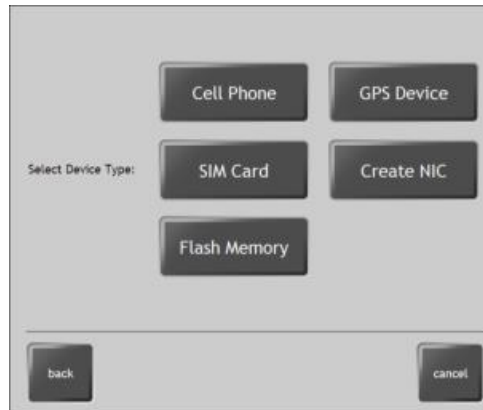 Cell Phone GPS Device
Select Device Type: SIM Card Create NIC
Flash Memory
back cancel